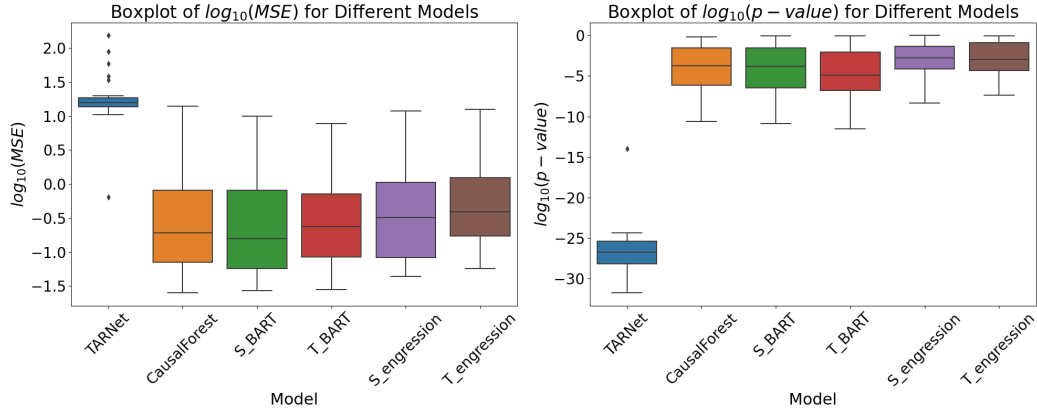 Boxplot of log₁₀(MSE) for Different Models
log₁₀(MSE)
2.0
1.5
1.0
0.5
0.0
−0.5
−1.0
−1.5
TARNet
CausalForest
S_BART
T_BART
S_engression
T_engression
Model
Boxplot of log₁₀(p − value) for Different Models
log₁₀(p − value)
0
−5
−10
−15
−20
−25
−30
TARNet
CausalForest
S_BART
T_BART
S_engression
T_engression
Model